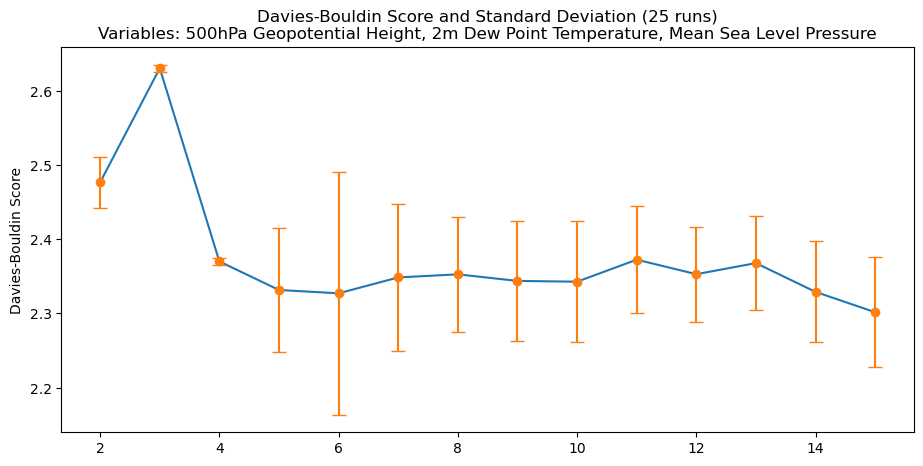 Davies-Bouldin Score and Standard Deviation (25 runs)
Variables: 500hPa Geopotential Height, 2m Dew Point Temperature, Mean Sea Level Pressure
Davies-Bouldin Score
2.6
2.5
2.4
2.3
2.2
2 4 6 8 10 12 14